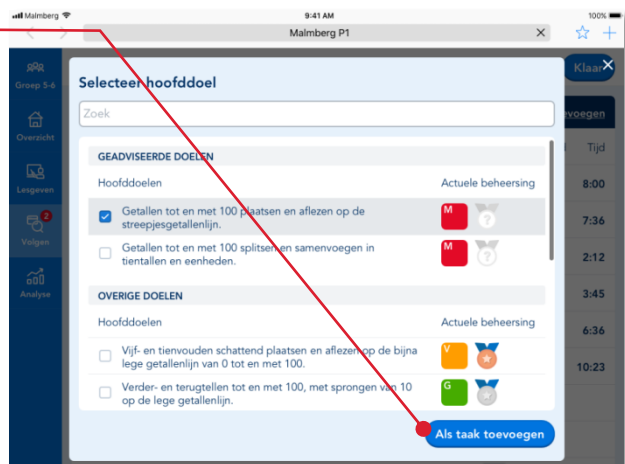 Malmberg
9:41 AM
100%
Malmberg P1
Groep 5-6
Klaar
Selecteer hoofddoel
Zoek
Overzicht
Lesgeven
2
Volgen
Analyse
GEADVISEERDE DOELEN
Hoofddoelen Actuele beheersing
Getallen tot en met 100 plaatsen en aflezen op de
streepjesgetallenlijn.
M
?
Getallen tot en met 100 splitsen en samenvoegen in
tientallen en eenheden.
M
?
OVERIGE DOELEN
Hoofddoelen Actuele beheersing
Vijf- en tienvouden schattend plaatsen en aflezen op de bijna
lege getallenlijn van 0 tot en met 100.
V
Verder- en terugtellen tot en met 100, met sprongen van 10
op de lege getallenlijn.
G
Als taak toevoegen
Tijd
8:00
7:36
2:12
3:45
6:36
10:23